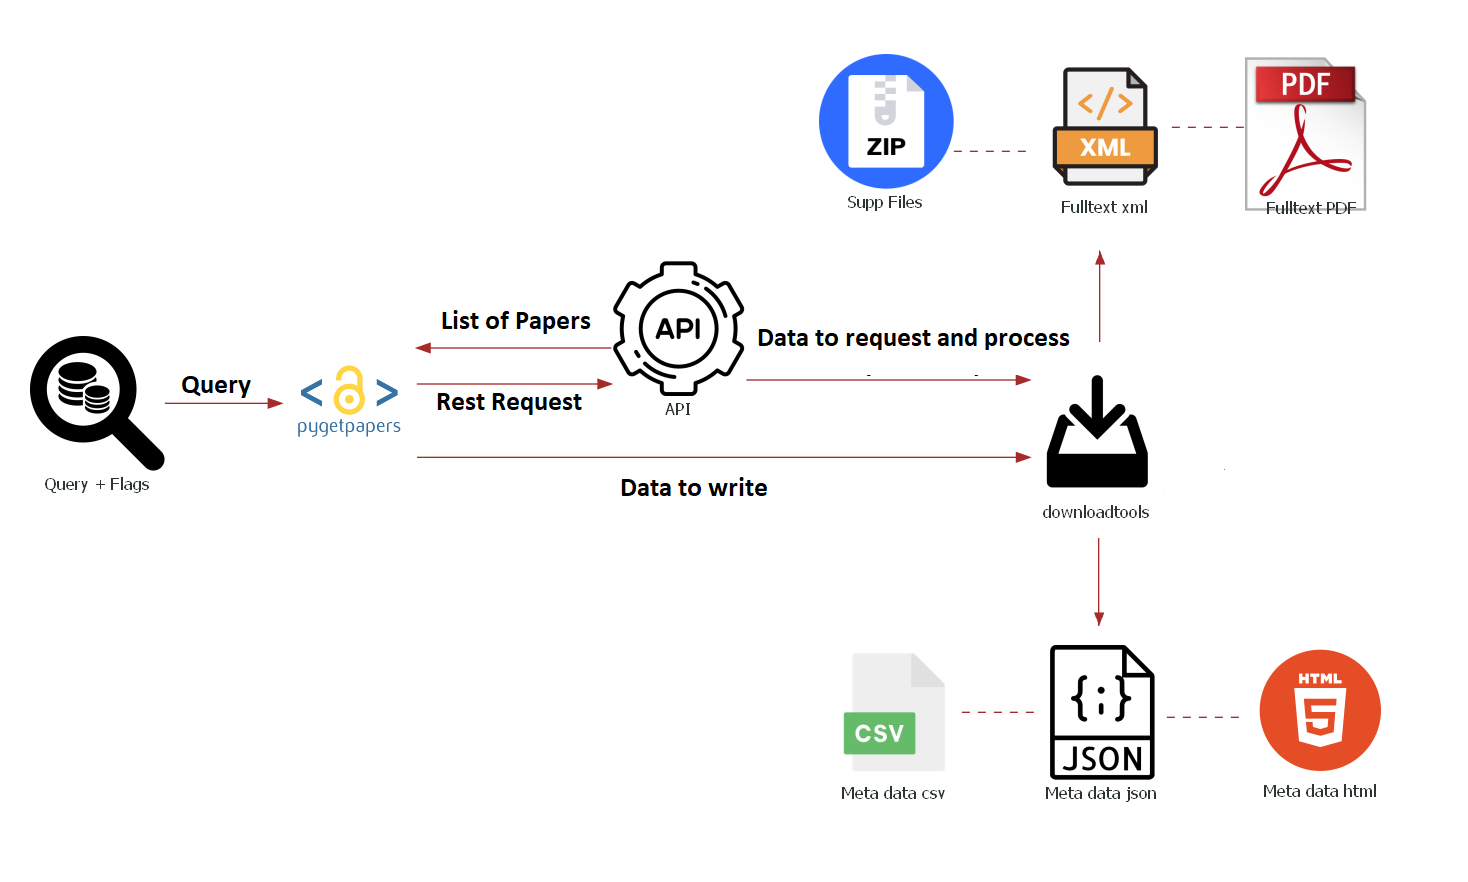 PDF
</>
ZIP
XML
Supp Files
Fulltext xml
Fulltext PDF
List of Papers
API
Data to request and process
Query
< >
Rest Request
pygetpapers
API
Query + Flags
Data to write
downloadtools
HTML
5
{;}
CSV
JSON
Meta data csv
Meta data json
Meta data html